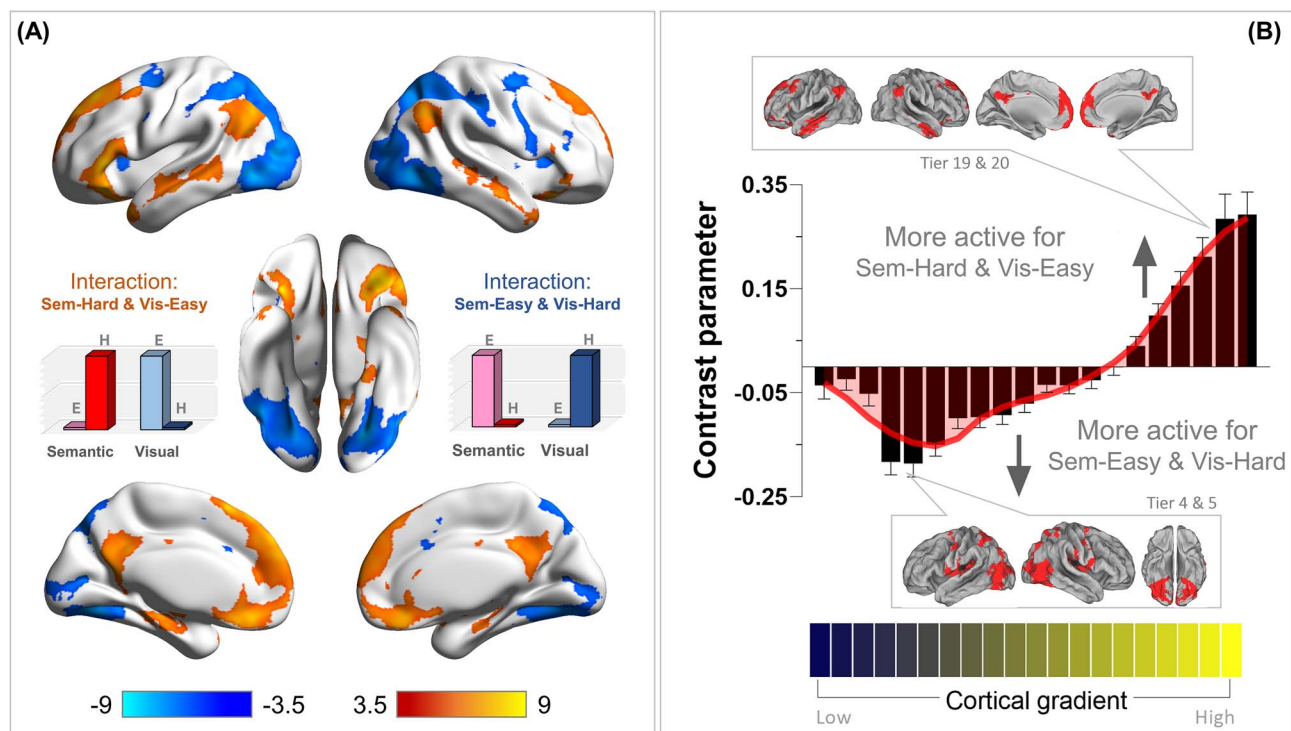 (A)
Interaction:
Sem-Hard & Vis-Easy
H
E
E
H
Semantic
Visual
Interaction:
Sem-Easy & Vis-Hard
E
H
H
E
Semantic
Visual
-9
-3.5
3.5
9
(B)
Tier 19 & 20
0.35
0.15
-0.05
-0.25
Contrast parameter
More active for
Sem-Hard & Vis-Easy
More active for
Sem-Easy & Vis-Hard
Tier 4 & 5
Cortical gradient
Low
High